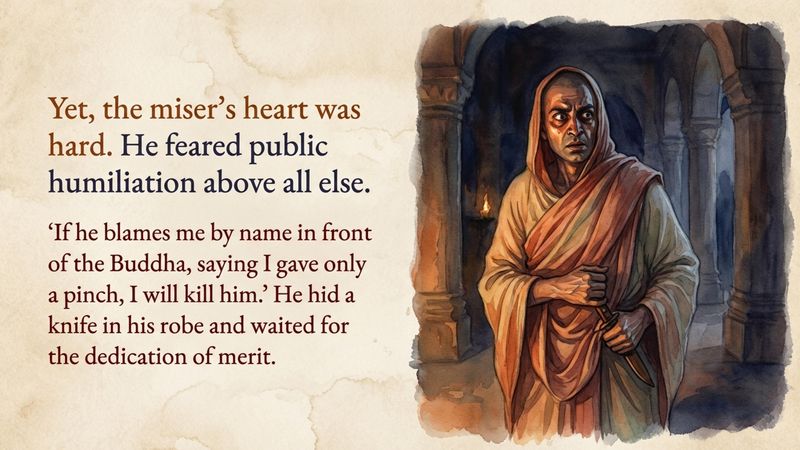 Yet, the miser’s heart was
hard. He feared public
humiliation above all else.
‘If he blames me by name in front
of the Buddha, saying I gave only
a pinch, I will kill him.’ He hid a
knife in his robe and waited for
the dedication of merit.